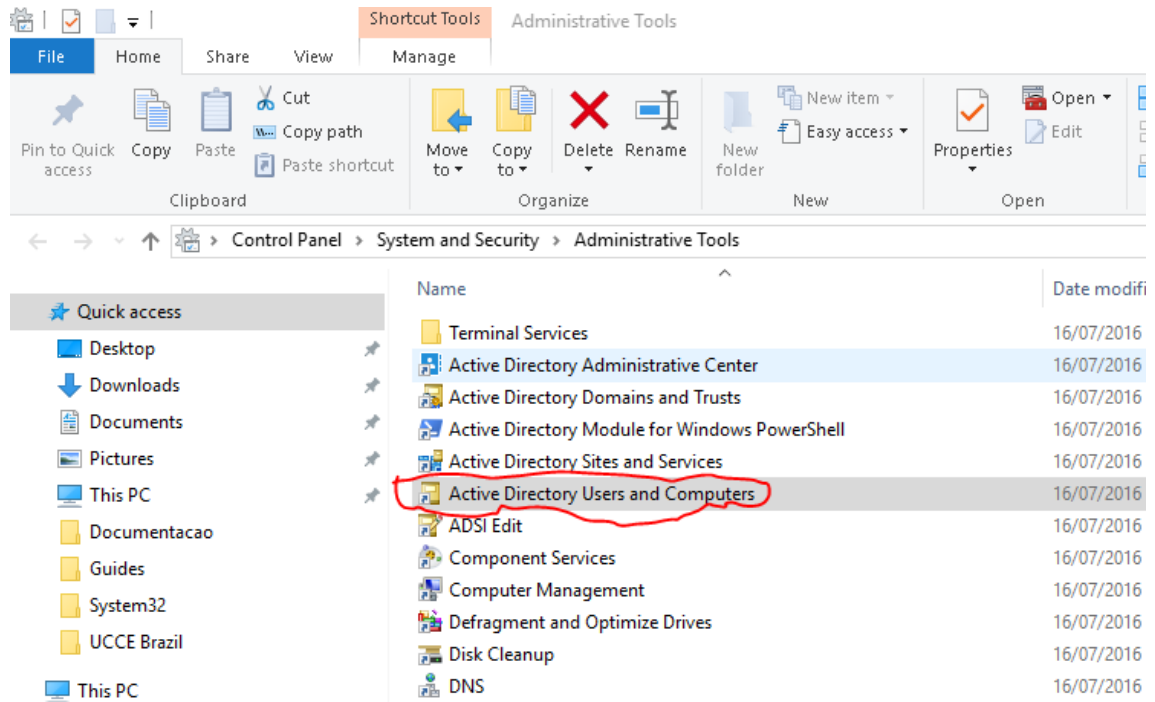 Shortcut Tools
Administrative Tools
File Home Share View Manage
Pin to Quick access
Copy
Paste
Cut
Copy path
Paste shortcut
Move to
Copy to
Delete
Rename
New folder
New item
Easy access
Properties
Open
Edit
Clipboard Organize New Open
Control Panel > System and Security > Administrative Tools
Quick access
Desktop
Downloads
Documents
Pictures
This PC
Documentacao
Guides
System32
UCCE Brazil
This PC
Name Date modifi
Terminal Services 16/07/2016
Active Directory Administrative Center 16/07/2016
Active Directory Domains and Trusts 16/07/2016
Active Directory Module for Windows PowerShell 16/07/2016
Active Directory Sites and Services 16/07/2016
Active Directory Users and Computers 16/07/2016
ADSI Edit 16/07/2016
Component Services 16/07/2016
Computer Management 16/07/2016
Defragment and Optimize Drives 16/07/2016
Disk Cleanup 16/07/2016
DNS 16/07/2016